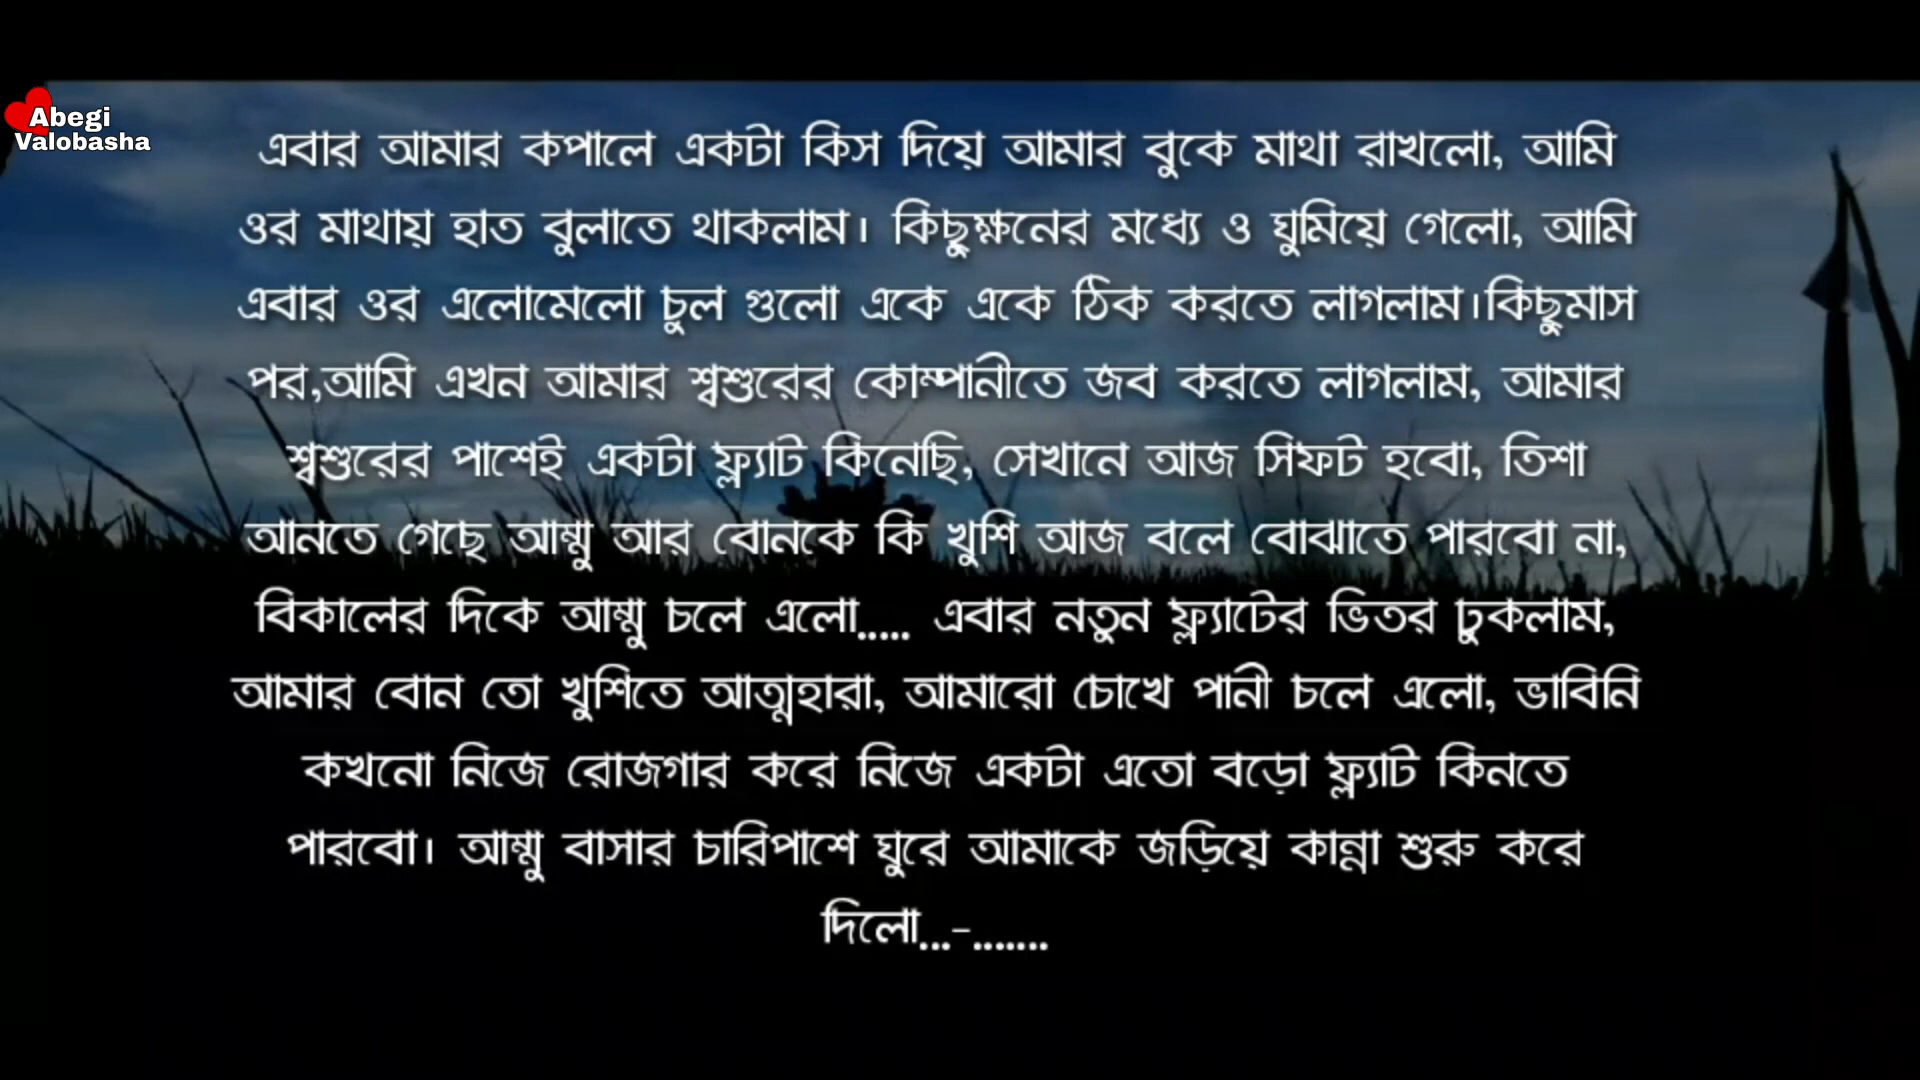 Abegi
Valobasha
এবার আমার কপালে একটা কিস দিয়ে আমার বুকে মাথা রাখলো, আমি
ওর মাথায় হাত বুলাতে থাকলাম। কিছুক্ষনের মধ্যে ও ঘুমিয়ে গেলো, আমি
এবার ওর এলোমেলো চুল গুলো একে একে ঠিক করতে লাগলাম।কিছুমাস
পর,আমি এখন আমার শ্বশুরের কোম্পানীতে জব করতে লাগলাম, আমার
শ্বশুরের পাশেই একটা ফ্ল্যাট কিনেছি, সেখানে আজ সিফট হবো, তিশা
আনতে গেছে আম্মু আর বোনকে কি খুশি আজ বলে বোঝাতে পারবো না,
বিকালের দিকে আম্মু চলে এলো..... এবার নতুন ফ্ল্যাটের ভিতর ঢুকলাম,
আমার বোন তো খুশিতে আত্মহারা, আমারো চোখে পানী চলে এলো, ভাবিনি
কখনো নিজে রোজগার করে নিজে একটা এতো বড়ো ফ্ল্যাট কিনতে
পারবো। আম্মু বাসার চারিপাশে ঘুরে আমাকে জড়িয়ে কান্না শুরু করে
দিলো...-.......